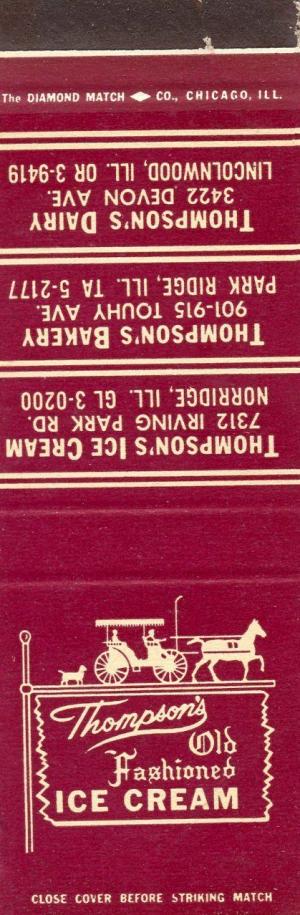 The DIAMOND MATCH CO., CHICAGO, ILL.
THOMPSON'S ICE CREAM
7312 IRVING PARK RD.
NORRIDGE, ILL. GL 3-0200
THOMPSON'S BAKERY
901-915 TOUHY AVE.
PARK RIDGE, ILL. TA 5-2177
THOMPSON'S DAIRY
3422 DEVON AVE.
LINCOLNWOOD, ILL. OR 3-9419
Thompson's
Old
Fashioned
ICE CREAM
CLOSE COVER BEFORE STRIKING MATCH